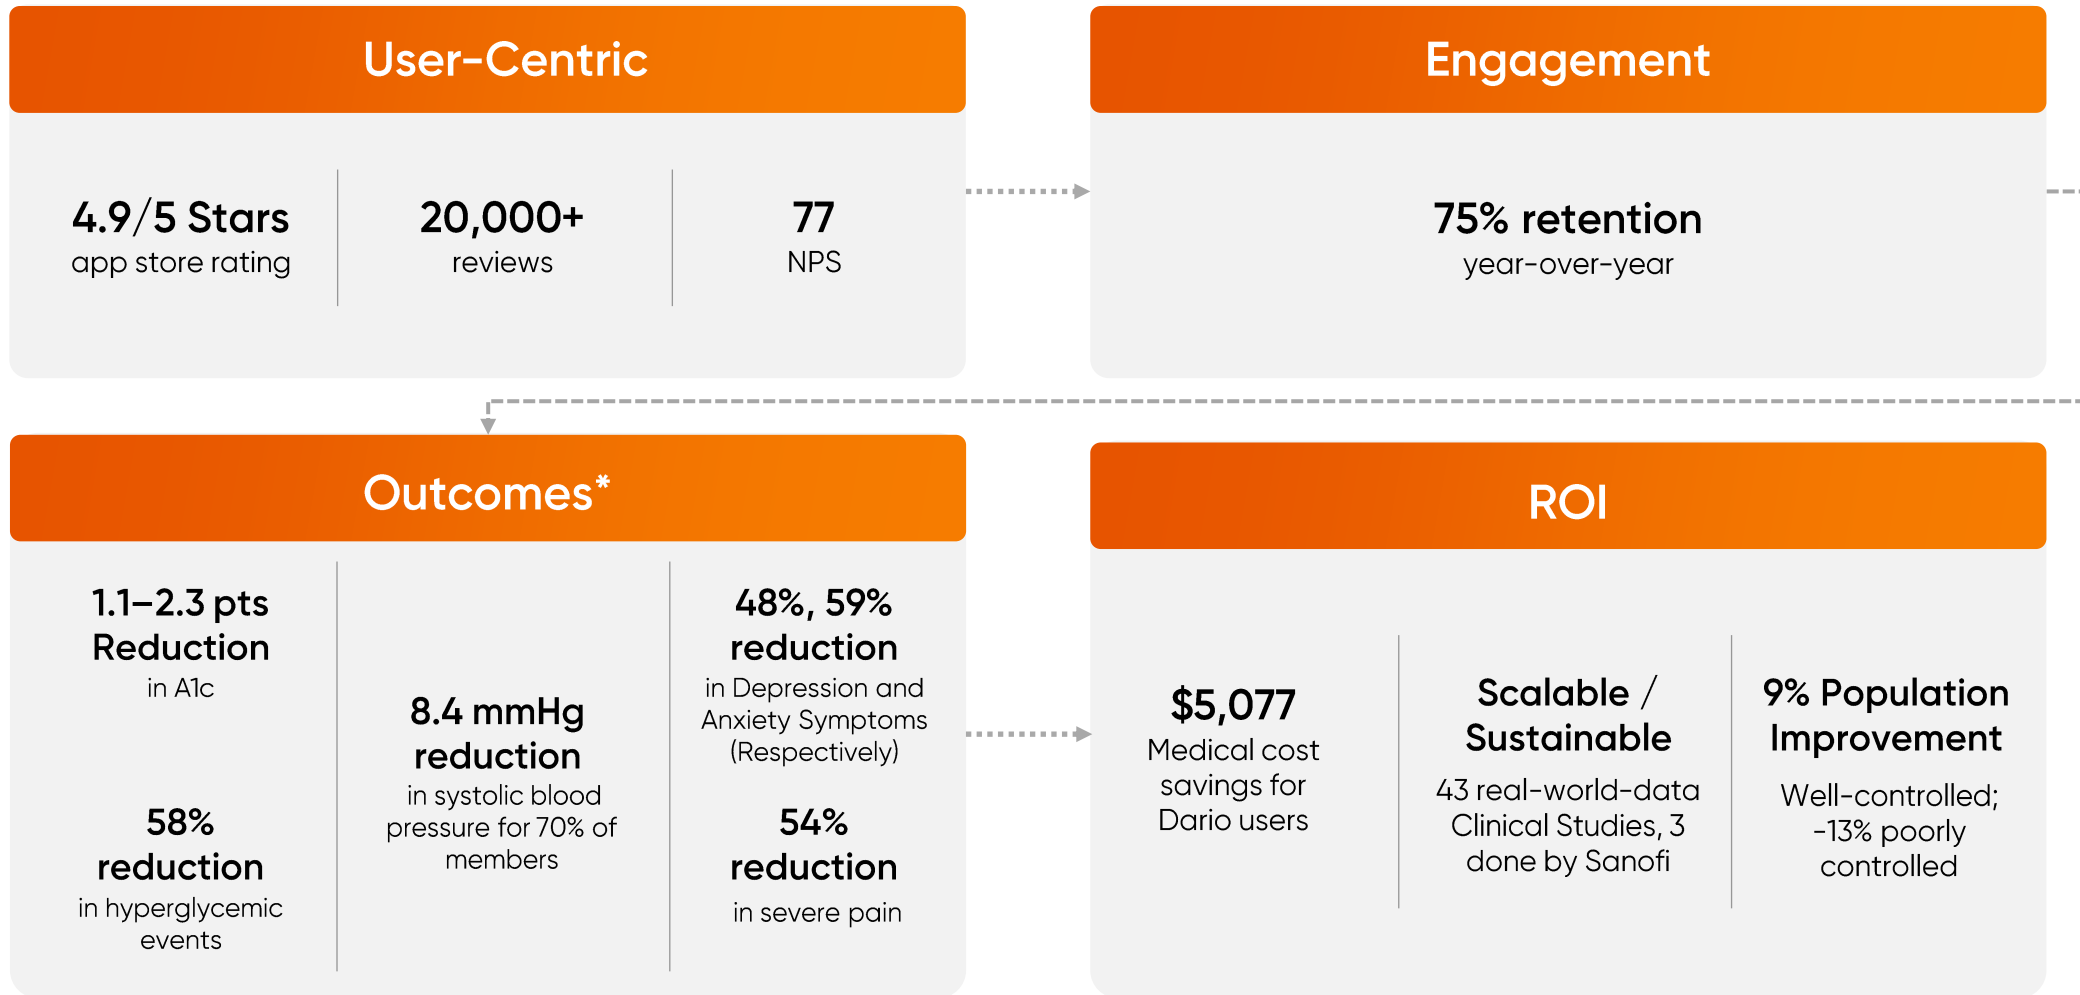 User-Centric
4.9/5 Stars
app store rating
20,000+
reviews
77
NPS
Engagement
75% retention
year-over-year
Outcomes*
1.1–2.3 pts
Reduction
in A1c
58%
reduction
in hyperglycemic
events
8.4 mmHg
reduction
in systolic blood
pressure for 70% of
members
48%, 59%
reduction
in Depression and
Anxiety Symptoms
(Respectively)
54%
reduction
in severe pain
ROI
$5,077
Medical cost
savings for
Dario users
Scalable /
Sustainable
43 real-world-data
Clinical Studies, 3
done by Sanofi
9% Population
Improvement
Well-controlled;
-13% poorly
controlled